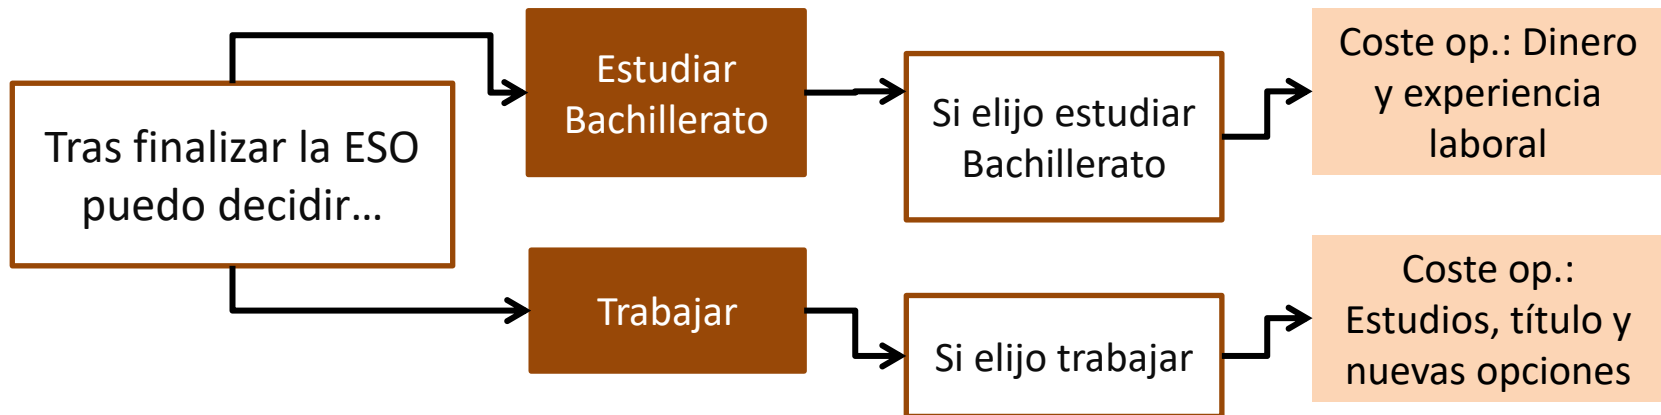 Tras finalizar la ESO
puedo decidir...
Estudiar
Bachillerato
Si elijo estudiar
Bachillerato
Coste op.: Dinero
y experiencia
laboral
Trabajar
Si elijo trabajar
Coste op.:
Estudios, título y
nuevas opciones